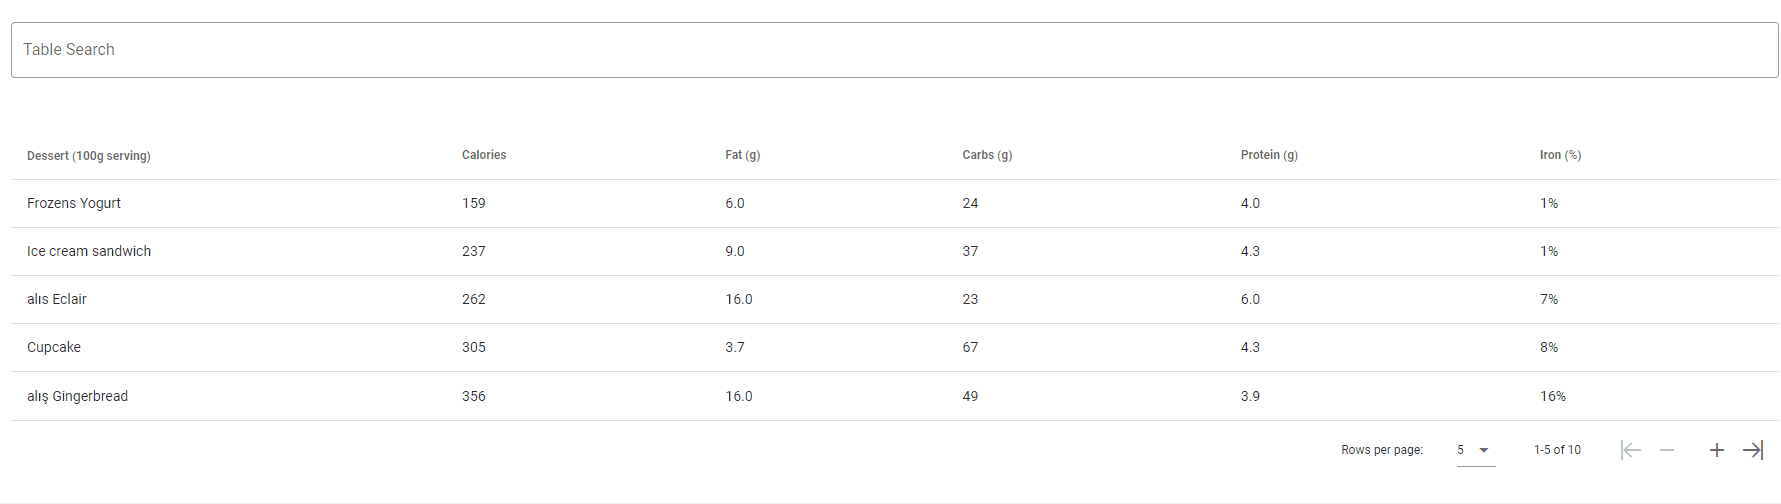 Table Search
Dessert (100g serving) Calories Fat (g) Carbs (g) Protein (g) Iron (%)
Frozens Yogurt 159 6.0 24 4.0 1%
Ice cream sandwich 237 9.0 37 4.3 1%
alıs Eclair 262 16.0 23 6.0 7%
Cupcake 305 3.7 67 4.3 8%
alış Gingerbread 356 16.0 49 3.9 16%
Rows per page: 5 1-5 of 10